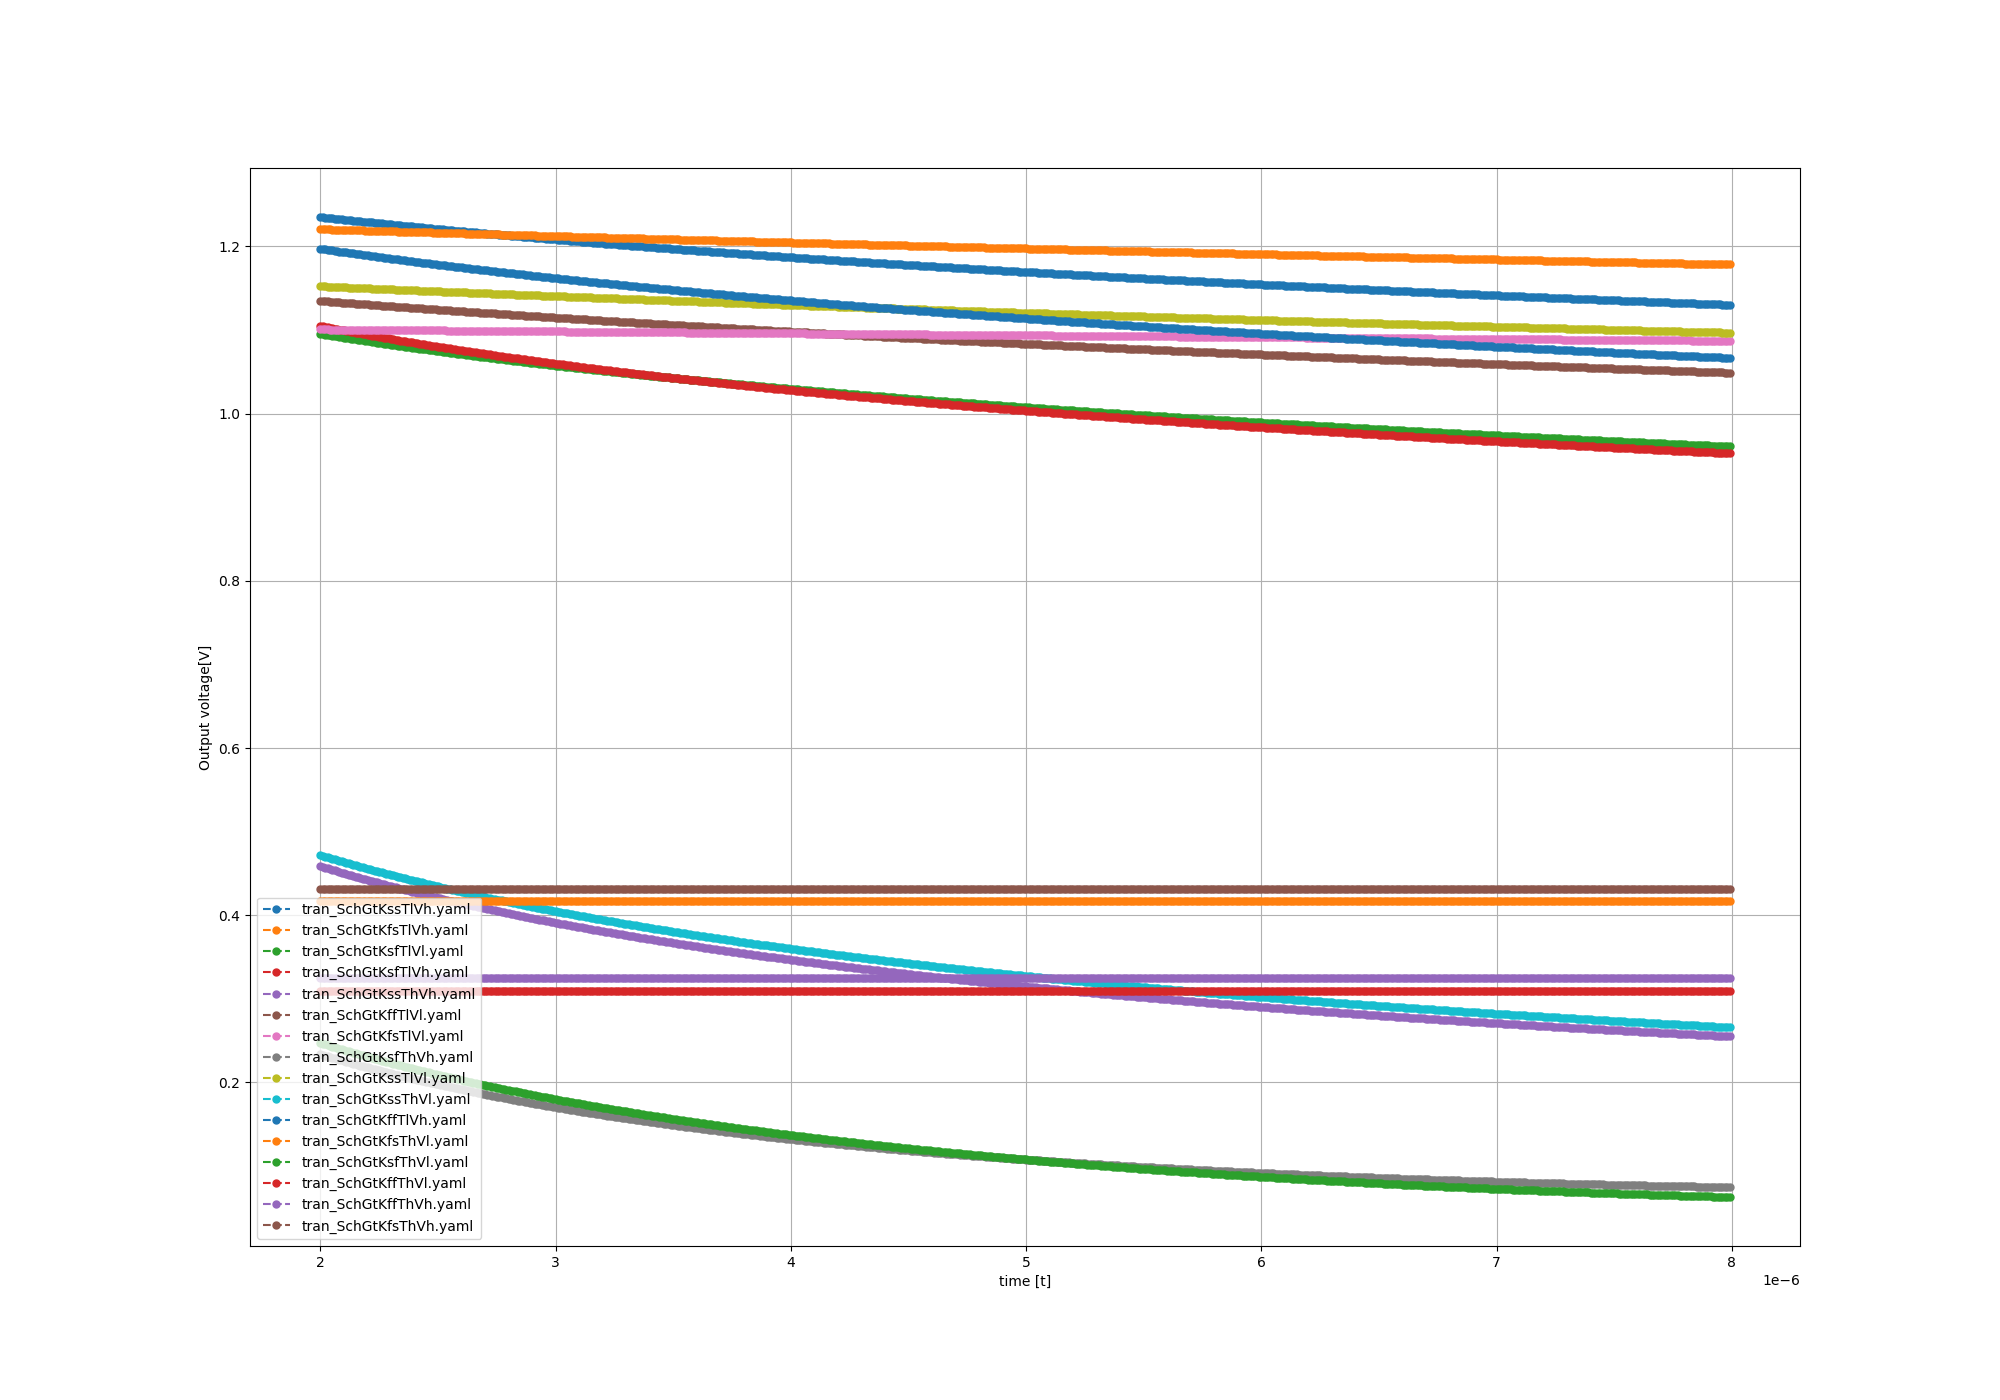 1.2
1.0
0.8
0.6
0.4
0.2
Output voltage[V]
tran_SchGtKssTlVh.yaml
tran_SchGtKfsTlVh.yaml
tran_SchGtKsfTlVl.yaml
tran_SchGtKsfTlVh.yaml
tran_SchGtKssThVh.yaml
tran_SchGtKffTlVl.yaml
tran_SchGtKfsTlVl.yaml
tran_SchGtKsfThVh.yaml
tran_SchGtKssTlVl.yaml
tran_SchGtKssThVl.yaml
tran_SchGtKffTlVh.yaml
tran_SchGtKfsThVl.yaml
tran_SchGtKsfThVl.yaml
tran_SchGtKffThVl.yaml
tran_SchGtKffThVh.yaml
tran_SchGtKfsThVh.yaml
2 3 4 5 6 7 8
time [t]
1e−6